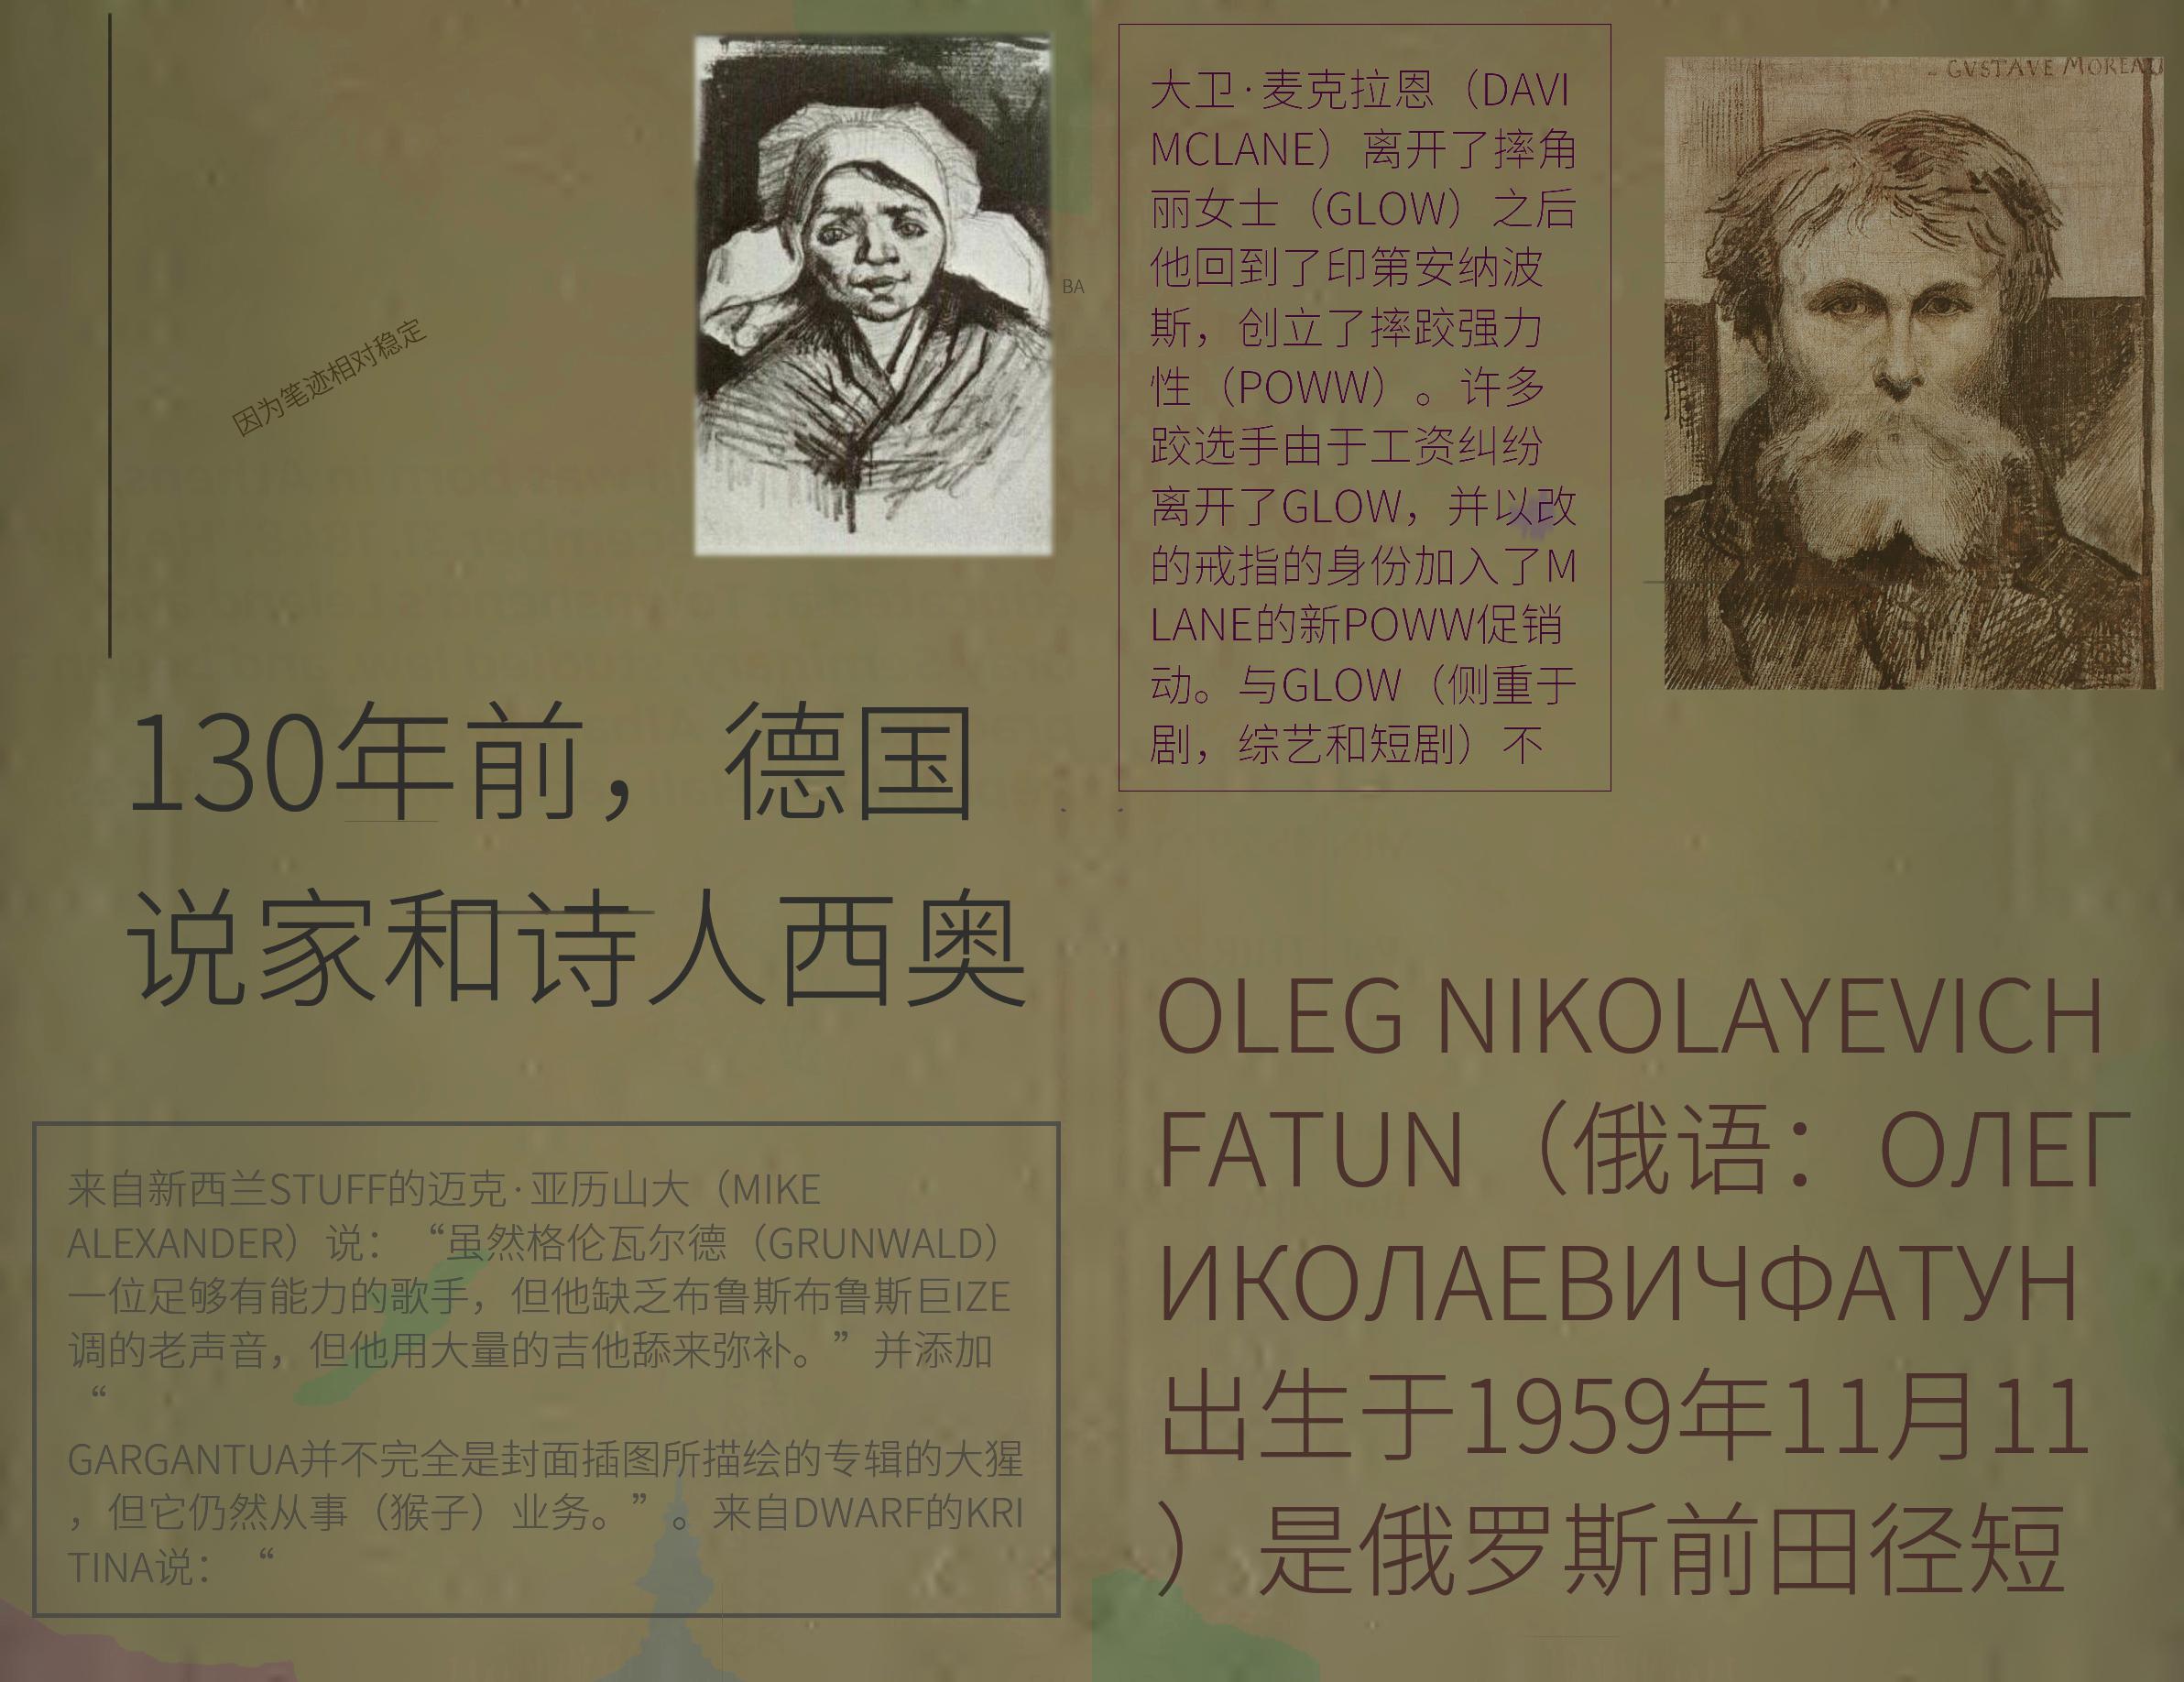 因为笔迹相对稳定
BA
130年前，德国
说家和诗人西奥
来自新西兰STUFF的迈克·亚历山大（MIKE
ALEXANDER）说：“虽然格伦瓦尔德（GRUNWALD）
一位足够有能力的歌手，但他缺乏布鲁斯布鲁斯巨IZE
调的老声音，但他用大量的吉他舔来弥补。”并添加
“
GARGANTUA并不完全是封面插图所描绘的专辑的大猩
，但它仍然从事（猴子）业务。”。来自DWARF的KRI
TINA说：“
大卫·麦克拉恩（DAVI
MCLANE）离开了摔角
丽女士（GLOW）之后
他回到了印第安纳波
斯，创立了摔跤强力
性（POWW）。许多
跤选手由于工资纠纷
离开了GLOW，并以改
的戒指的身份加入了M
LANE的新POWW促销
动。与GLOW（侧重于
剧，综艺和短剧）不
GVSTAVE MOREAU
OLEG NIKOLAYEVICH
FATUN（俄语：ОЛЕГ
ИКОЛАЕВИЧФАТУН
出生于1959年11月11
）是俄罗斯前田径短